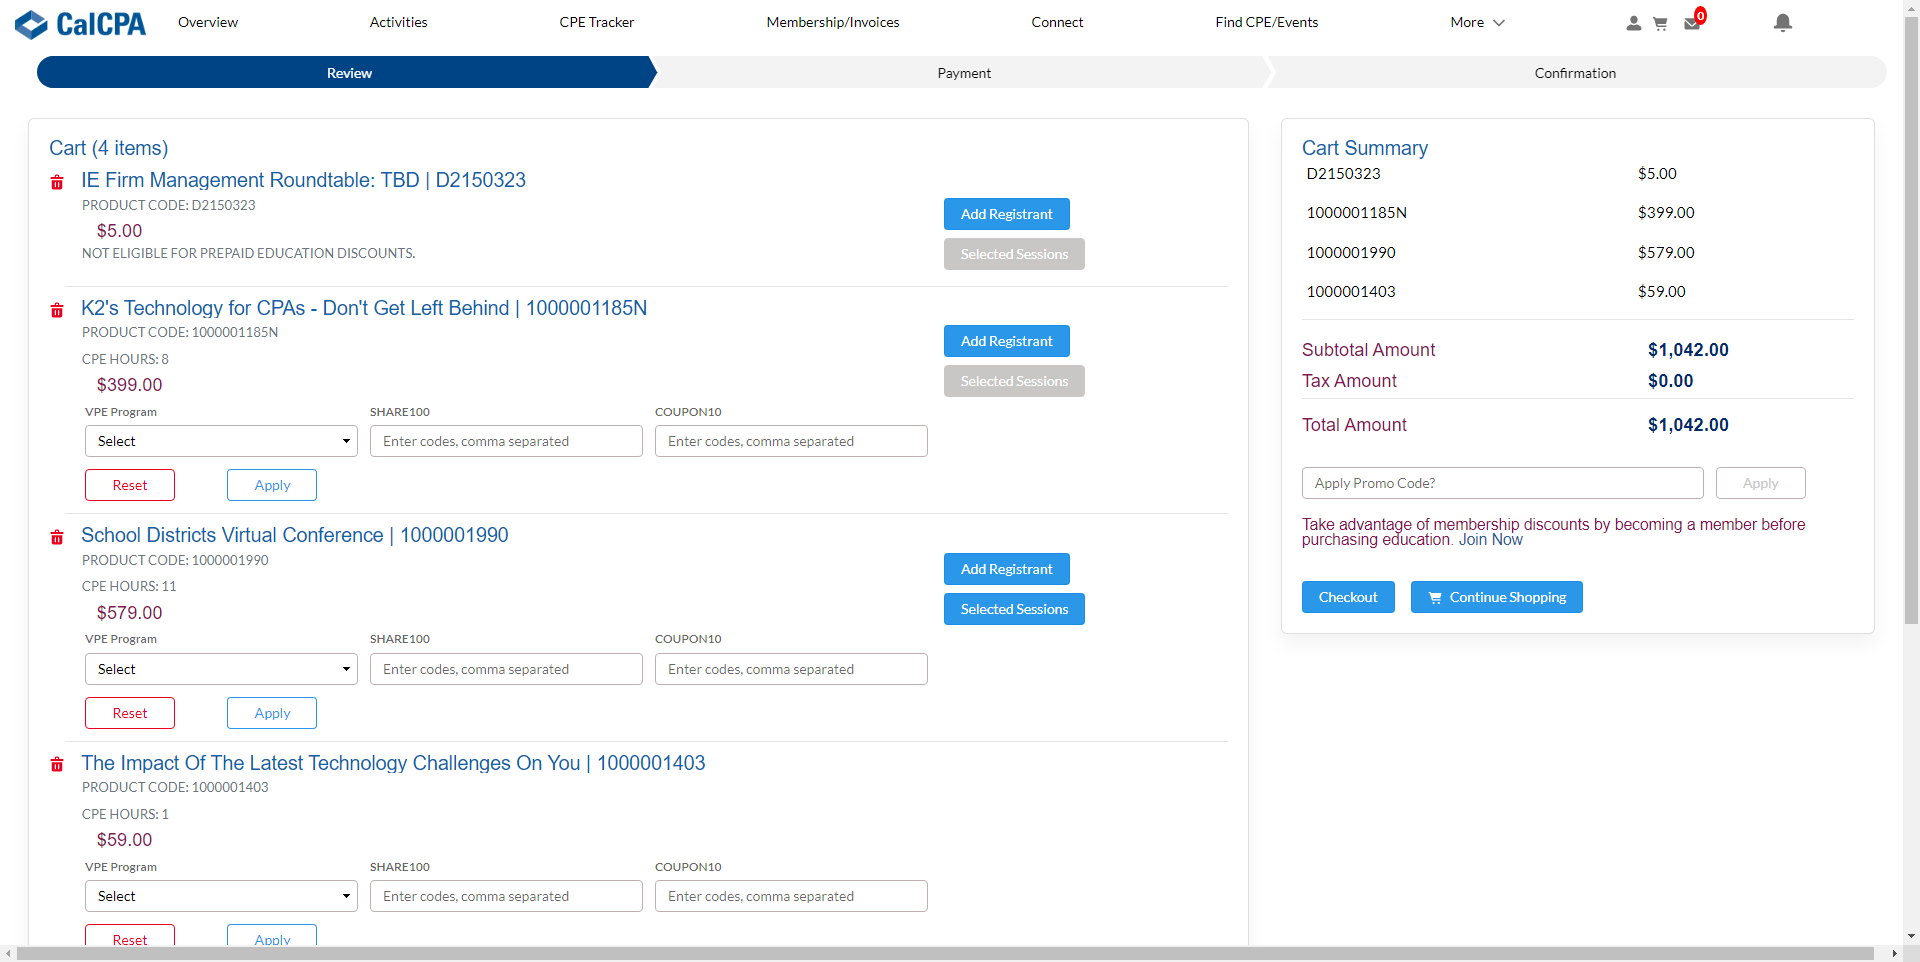 CalCPA
Overview
Activities
CPE Tracker
Membership/Invoices
Connect
Find CPE/Events
More
0
Review
Payment
Confirmation
Cart (4 items)
IE Firm Management Roundtable: TBD | D2150323
PRODUCT CODE: D2150323
$5.00
NOT ELIGIBLE FOR PREPAID EDUCATION DISCOUNTS.
Add Registrant
Selected Sessions
K2's Technology for CPAs - Don't Get Left Behind | 1000001185N
PRODUCT CODE: 1000001185N
CPE HOURS: 8
$399.00
Add Registrant
Selected Sessions
VPE Program
SHARE100
COUPON10
Select
Enter codes, comma separated
Enter codes, comma separated
Reset
Apply
School Districts Virtual Conference | 1000001990
PRODUCT CODE: 1000001990
CPE HOURS: 11
$579.00
Add Registrant
Selected Sessions
VPE Program
SHARE100
COUPON10
Select
Enter codes, comma separated
Enter codes, comma separated
Reset
Apply
The Impact Of The Latest Technology Challenges On You | 1000001403
PRODUCT CODE: 1000001403
CPE HOURS: 1
$59.00
VPE Program
SHARE100
COUPON10
Select
Enter codes, comma separated
Enter codes, comma separated
Reset
Apply
Cart Summary
D2150323 $5.00
1000001185N $399.00
1000001990 $579.00
1000001403 $59.00
Subtotal Amount $1,042.00
Tax Amount $0.00
Total Amount $1,042.00
Apply Promo Code?
Apply
Take advantage of membership discounts by becoming a member before
purchasing education. Join Now
Checkout
Continue Shopping